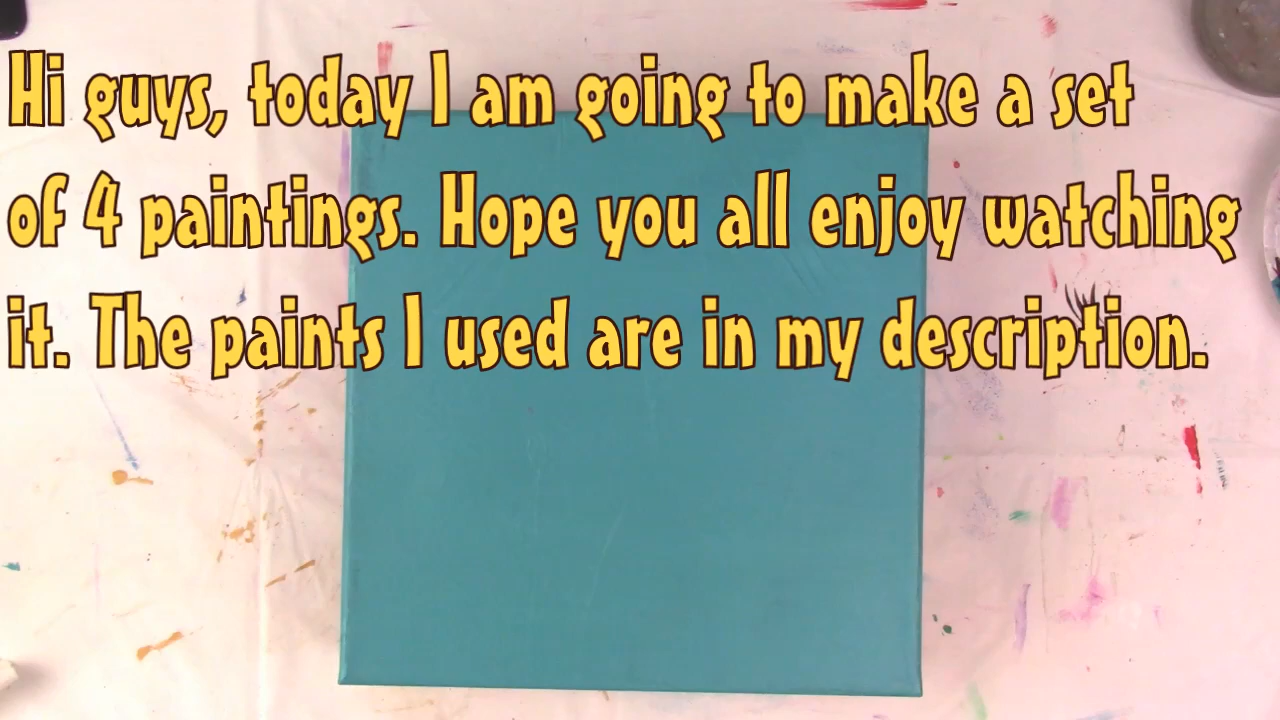 Hi guys, today I am going to make a set
of 4 paintings. Hope you all enjoy watching
it. The paints I used are in my description.